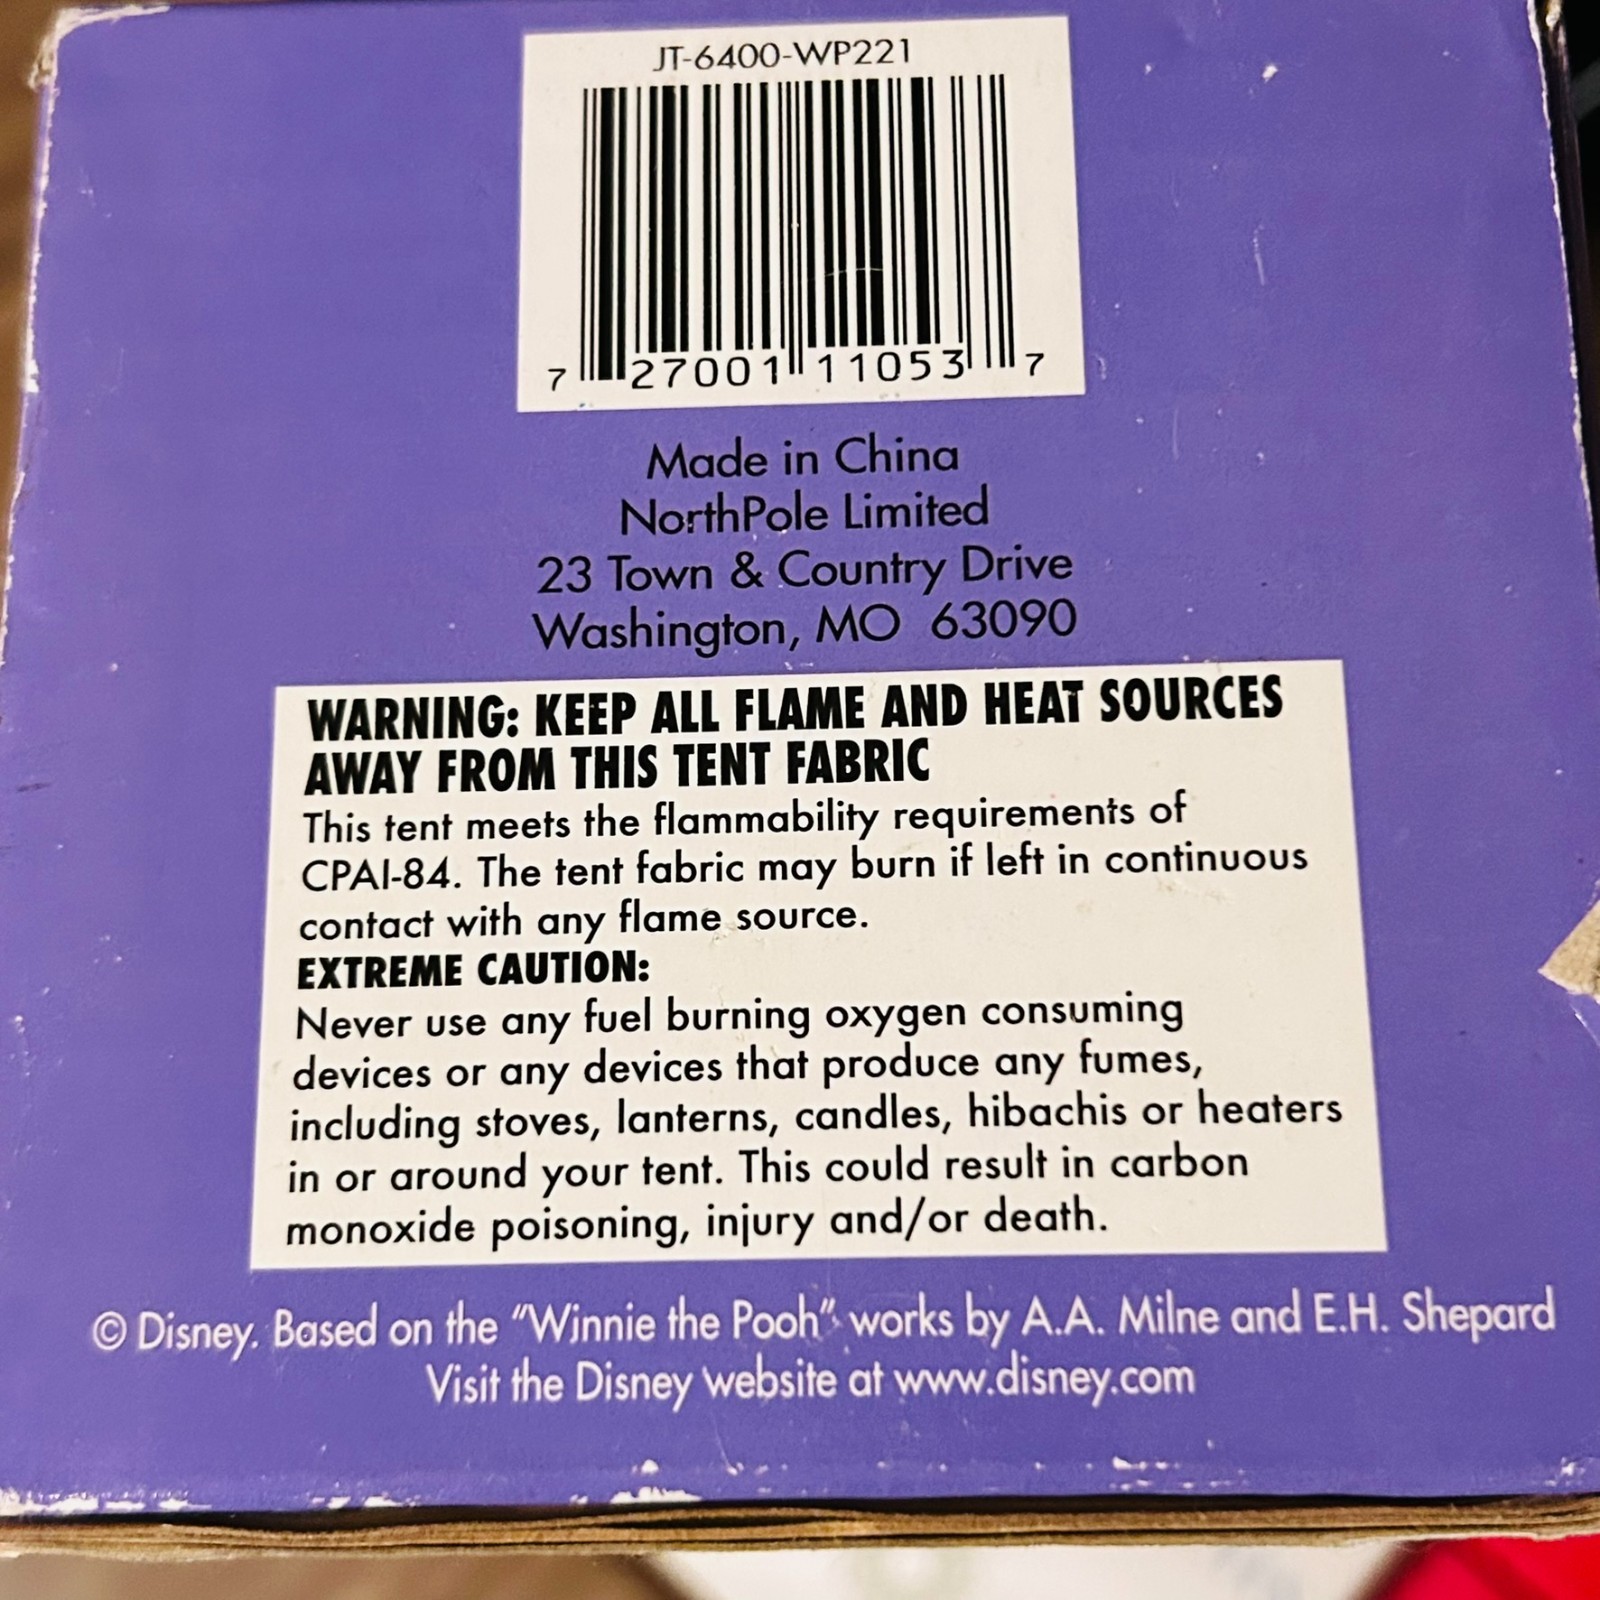 JT-6400-WP221
7 27001 11053 7
Made in China
NorthPole Limited
23 Town & Country Drive
Washington, MO 63090
WARNING: KEEP ALL FLAME AND HEAT SOURCES
AWAY FROM THIS TENT FABRIC
This tent meets the flammability requirements of
CPAI-84. The tent fabric may burn if left in continuous
contact with any flame source.
EXTREME CAUTION:
Never use any fuel burning oxygen consuming
devices or any devices that produce any fumes,
including stoves, lanterns, candles, hibachis or heaters
in or around your tent. This could result in carbon
monoxide poisoning, injury and/or death.
© Disney. Based on the "Winnie the Pooh" works by A.A. Milne and E.H. Shepard
Visit the Disney website at www.disney.com